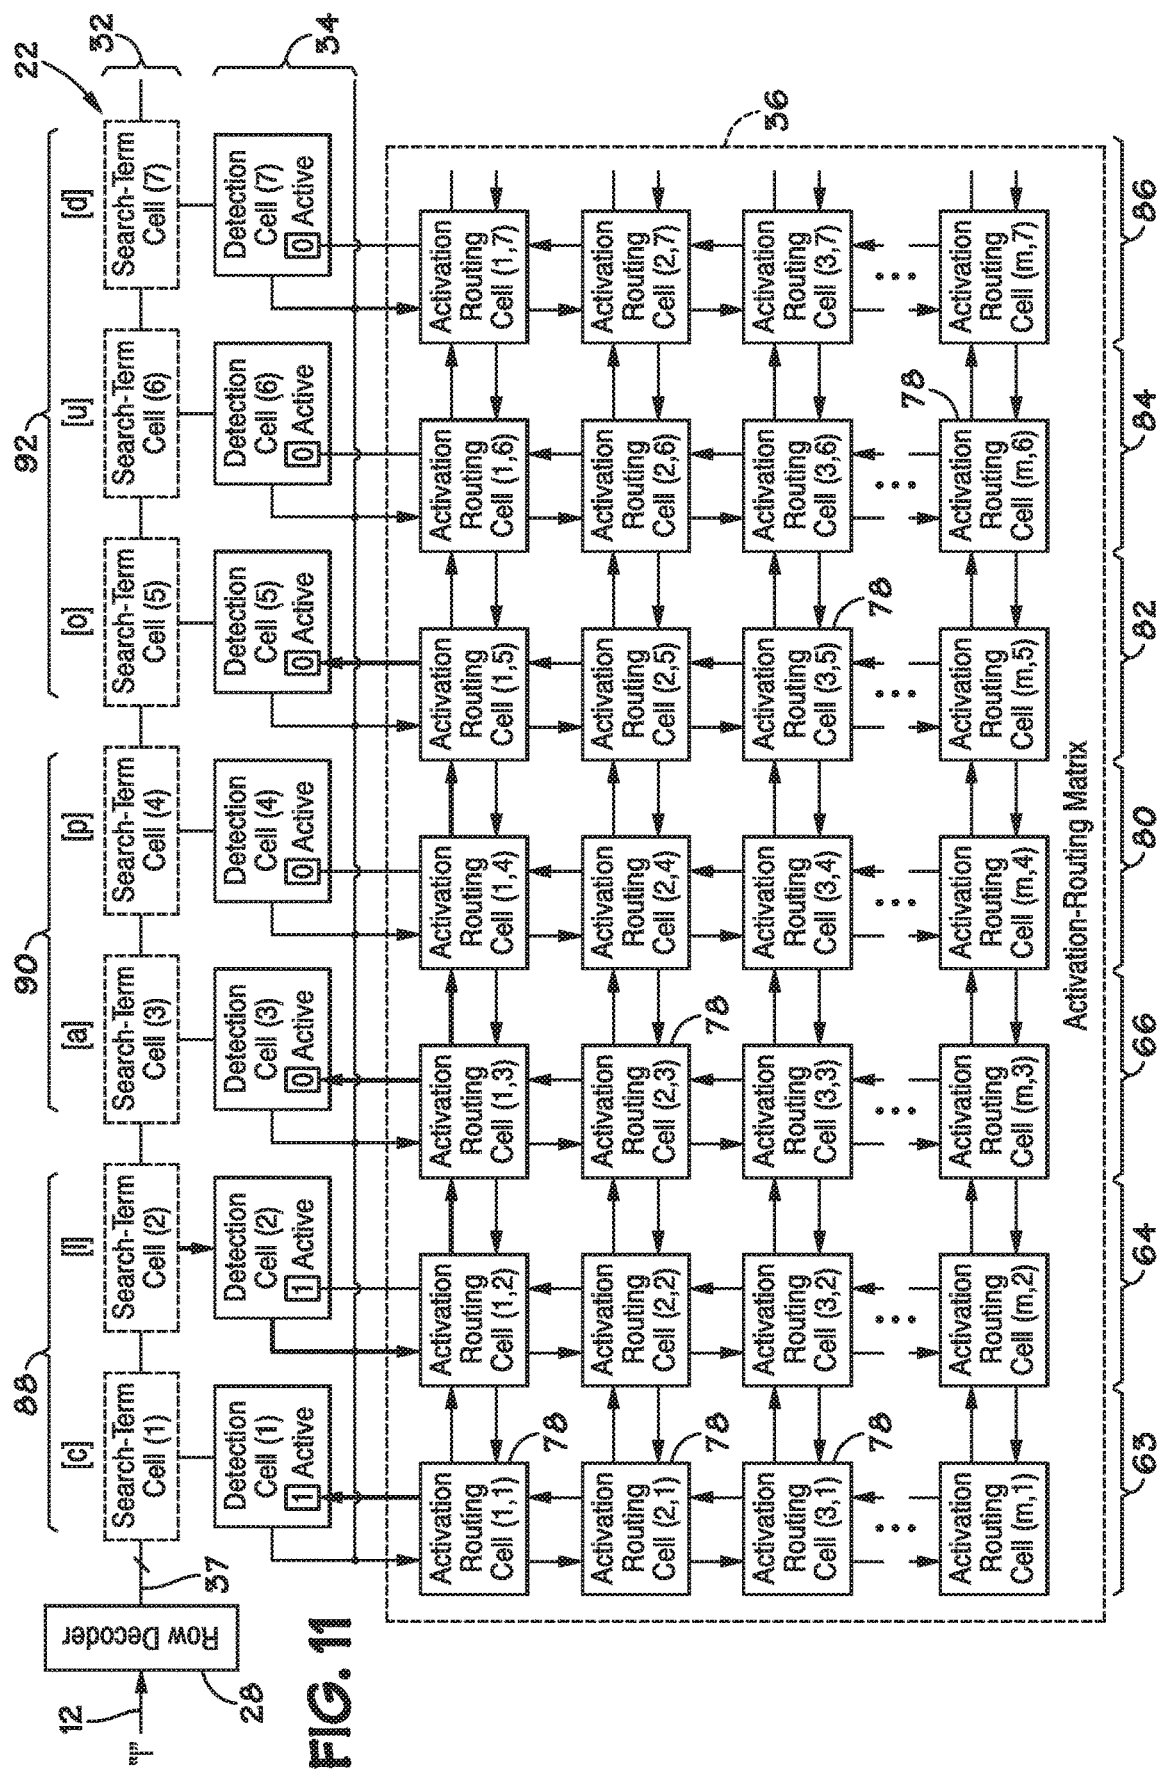 92
90
88
22
32
[c]
[l]
[a]
[p]
[o]
[u]
[d]
12
"l"
Row Decoder
28
37
Search-Term
Cell (1)
Search-Term
Cell (2)
Search-Term
Cell (3)
Search-Term
Cell (4)
Search-Term
Cell (5)
Search-Term
Cell (6)
Search-Term
Cell (7)
Detection
Cell (1)
1 Active
Detection
Cell (2)
1 Active
Detection
Cell (3)
0 Active
Detection
Cell (4)
0 Active
Detection
Cell (5)
0 Active
Detection
Cell (6)
0 Active
Detection
Cell (7)
0 Active
34
FIG. 11
36
Activation
Routing
Cell (1,1)
78
Activation
Routing
Cell (1,2)
Activation
Routing
Cell (1,3)
Activation
Routing
Cell (1,4)
Activation
Routing
Cell (1,5)
Activation
Routing
Cell (1,6)
Activation
Routing
Cell (1,7)
Activation
Routing
Cell (2,1)
78
Activation
Routing
Cell (2,2)
Activation
Routing
Cell (2,3)
78
Activation
Routing
Cell (2,4)
Activation
Routing
Cell (2,5)
Activation
Routing
Cell (2,6)
Activation
Routing
Cell (2,7)
Activation
Routing
Cell (3,1)
78
Activation
Routing
Cell (3,2)
Activation
Routing
Cell (3,3)
Activation
Routing
Cell (3,4)
Activation
Routing
Cell (3,5)
78
Activation
Routing
Cell (3,6)
Activation
Routing
Cell (3,7)
Activation
Routing
Cell (m,1)
Activation
Routing
Cell (m,2)
Activation
Routing
Cell (m,3)
Activation
Routing
Cell (m,4)
Activation
Routing
Cell (m,5)
Activation
Routing
Cell (m,6)
78
Activation
Routing
Cell (m,7)
Activation-Routing Matrix
63
64
66
80
82
84
86